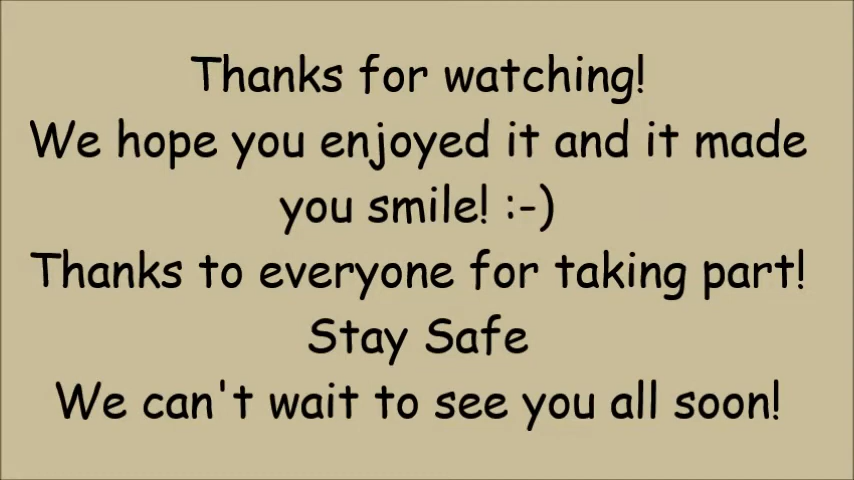 Thanks for watching!
We hope you enjoyed it and it made
you smile! :-)
Thanks to everyone for taking part!
Stay Safe
We can't wait to see you all soon!